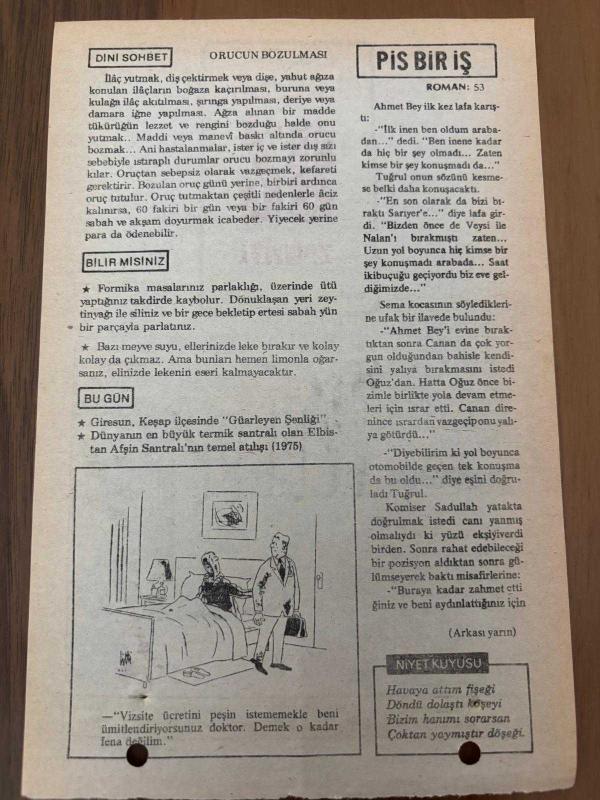 DİNİ SOHBET
ORUCUN BOZULMASI
İlâç yutmak, diş çektirmek veya dişe, yahut ağıza
konulan ilâçların boğaza kaçırılması, buruna veya
kulağa ilâç akıtılması, şırınga yapılması, deriye veya
damara iğne yapılması. Ağza alınan bir madde
tükürüğün lezzet ve rengini bozduğu halde onu
yutmak.. Maddi veya manevi baskı altında orucu
bozmak... Ani hastalanmalar, ister iç ve ister dış sızı
sebebiyle ıstıraplı durumlar orucu bozmayı zorunlu
kılar. Oruçtan sebepsiz olarak vazgeçmek, kefareti
gerektirir. Bozulan oruç günü yerine, birbiri ardınca
oruç tutulur. Oruç tutmaktan çeşitli nedenlerle âciz
kalınırsa, 60 fakiri bir gün veya bir fakiri 60 gün
sabah ve akşam doyurmak icabeder. Yiyecek yerine
para da ödenebilir.
BİLİR MİSİNİZ
★ Formika masalarınız parlaklığı, üzerinde ütü
yaptığınız takdirde kaybolur. Donuklaşan yeri zey-
tinyağı ile siliniz ve bir gece bekletip ertesi sabah yün
bir parçayla parlatınız.
★ Bazı meyve suyu, ellerinizde leke bırakır ve kolay
kolay da çıkmaz. Ama bunları hemen limonla oğar-
sanız, elinizde lekenin eseri kalmayacaktır.
BU GÜN
★ Giresun, Keşap ilçesinde "Güarleyen Şenliği"
★ Dünyanın en büyük termik santralı olan Elbis-
tan Afşin Santralı'nın temel atılışı (1975)
—"Vizsite ücretini peşin istememekle beni
ümitlendiriyorsunuz doktor. Demek o kadar
fena değilim."
PİS BİR İŞ
ROMAN: 53
Ahmet Bey ilk kez lafa karış-
tı:
-"İlk inen ben oldum araba-
dan..." dedi. "Ben inene kadar
da hiç bir şey olmadı... Zaten
kimse bir şey konuşmadı da..."
Tuğrul onun sözünü kesme-
se belki daha konuşacaktı.
-"En son olarak da bizi bı-
raktı Sarıyer'e..." diye lafa gir-
di. "Bizden önce de Veysi ile
Nalan'ı bırakmıştı zaten...
Uzun yol boyunca hiç kimse bir
şey konuşmadı arabada... Saat
ikibuçuğu geçiyordu biz eve gel-
diğimizde..."
Sema kocasının söyledikleri-
ne ufak bir ilavede bulundu:
-"Ahmet Bey'i evine bırak-
tıktan sonra Canan da çok yor-
gun olduğundan bahisle kendi-
sini yalıya bırakmasını istedi
Oğuz'dan. Hatta Oğuz önce bi-
zimle birlikte yola devam etme-
leri için ısrar etti. Canan dire-
nince ısrardan vazgeçip onu yalı-
ya götürdü..."
-"Diyebilirim ki yol boyunca
otomobilde geçen tek konuşma
da bu oldu..." diye eşini doğru-
ladı Tuğrul.
Komiser Sadullah yatakta
doğrulmak istedi canı yanmış
olmalıydı ki yüzü ekşiyiverdi
birden. Sonra rahat edebileceği
bir pozisyon aldıktan sonra gü-
lümseyerek baktı misafirlerine:
-"Buraya kadar zahmet etti
ğiniz ve beni aydınlattığınız için
(Arkası yarın)
NİYET KUYUSU
Havaya attım fişeği
Döndü dolaştı köşeyi
Bizim hanımı sorarsan
Çoktan yaymıştır döşeği.